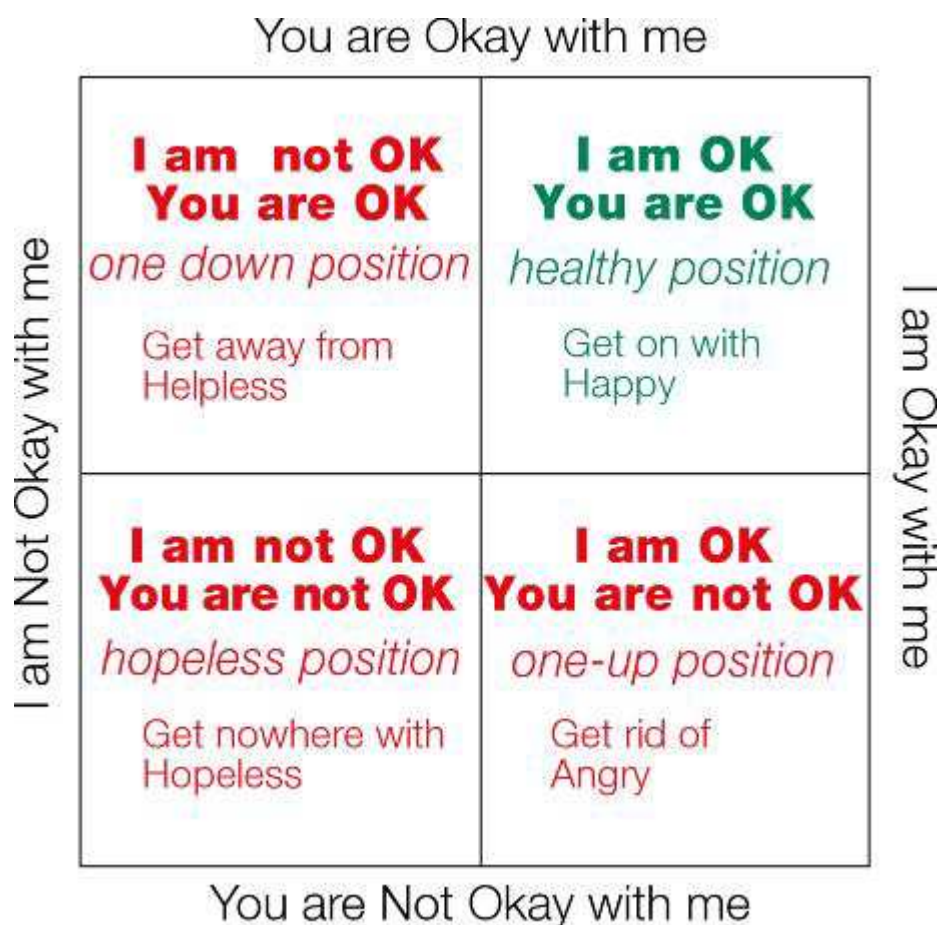 You are Okay with me
I am not OK
You are OK
one down position
Get away from
Helpless
I am OK
You are OK
healthy position
Get on with
Happy
I am Not Okay with me
I am Okay with me
I am not OK
You are not OK
hopeless position
Get nowhere with
Hopeless
I am OK
You are not OK
one-up position
Get rid of
Angry
You are Not Okay with me